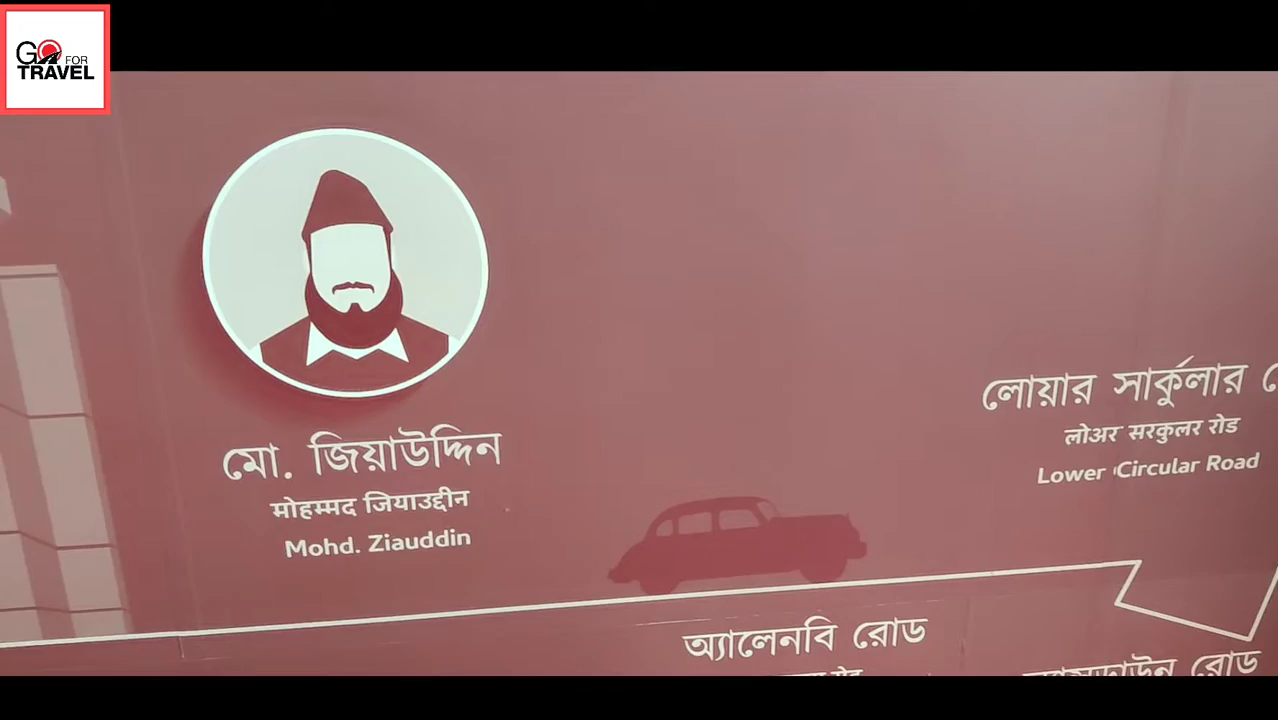 GO FOR
TRAVEL
মো. জিয়াউদ্দিন
मोहम्मद जियाउद्दीन
Mohd. Ziauddin
লোয়ার সার্কুলার
लोअर सरकुलर रोड
Lower Circular Road
অ্যালেনবি রোড
রোড